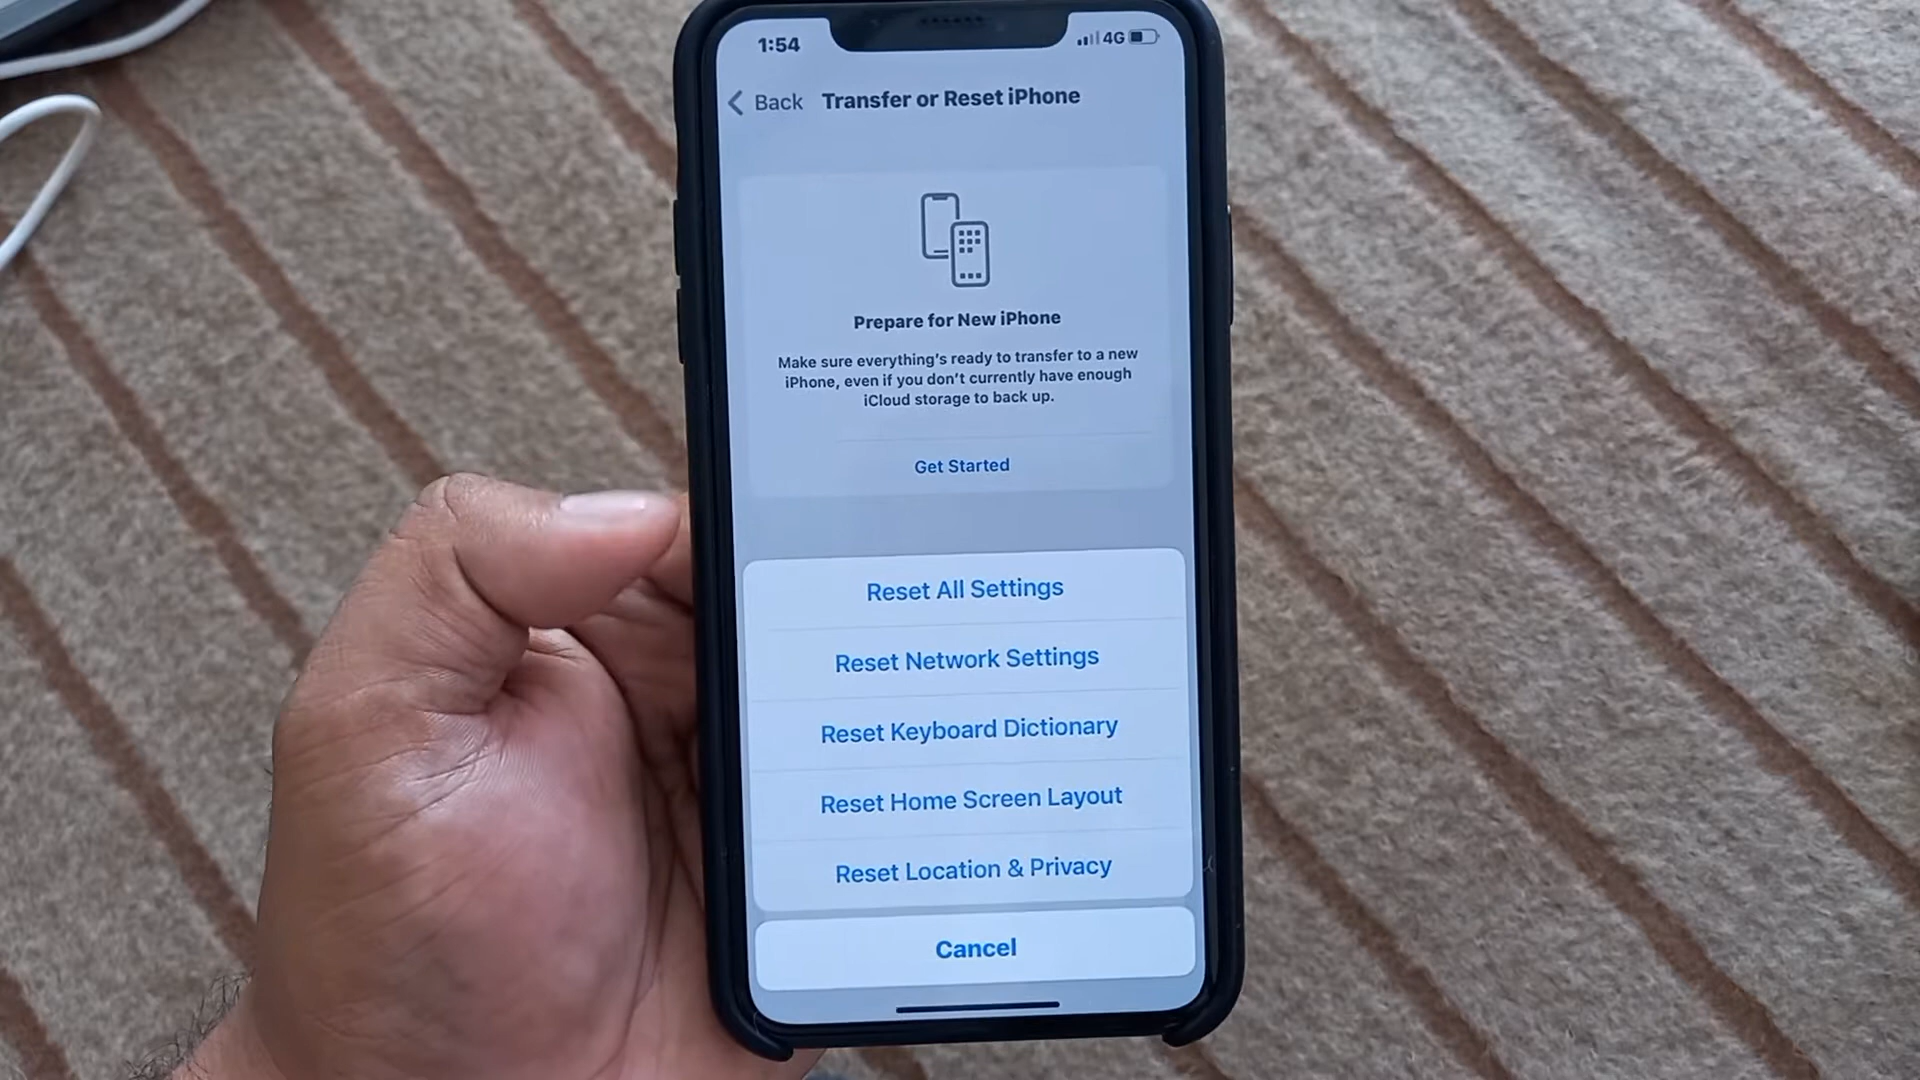 1:54
4G
Back
Transfer or Reset iPhone
Prepare for New iPhone
Make sure everything's ready to transfer to a new
iPhone, even if you don't currently have enough
iCloud storage to back up.
Get Started
Reset All Settings
Reset Network Settings
Reset Keyboard Dictionary
Reset Home Screen Layout
Reset Location & Privacy
Cancel